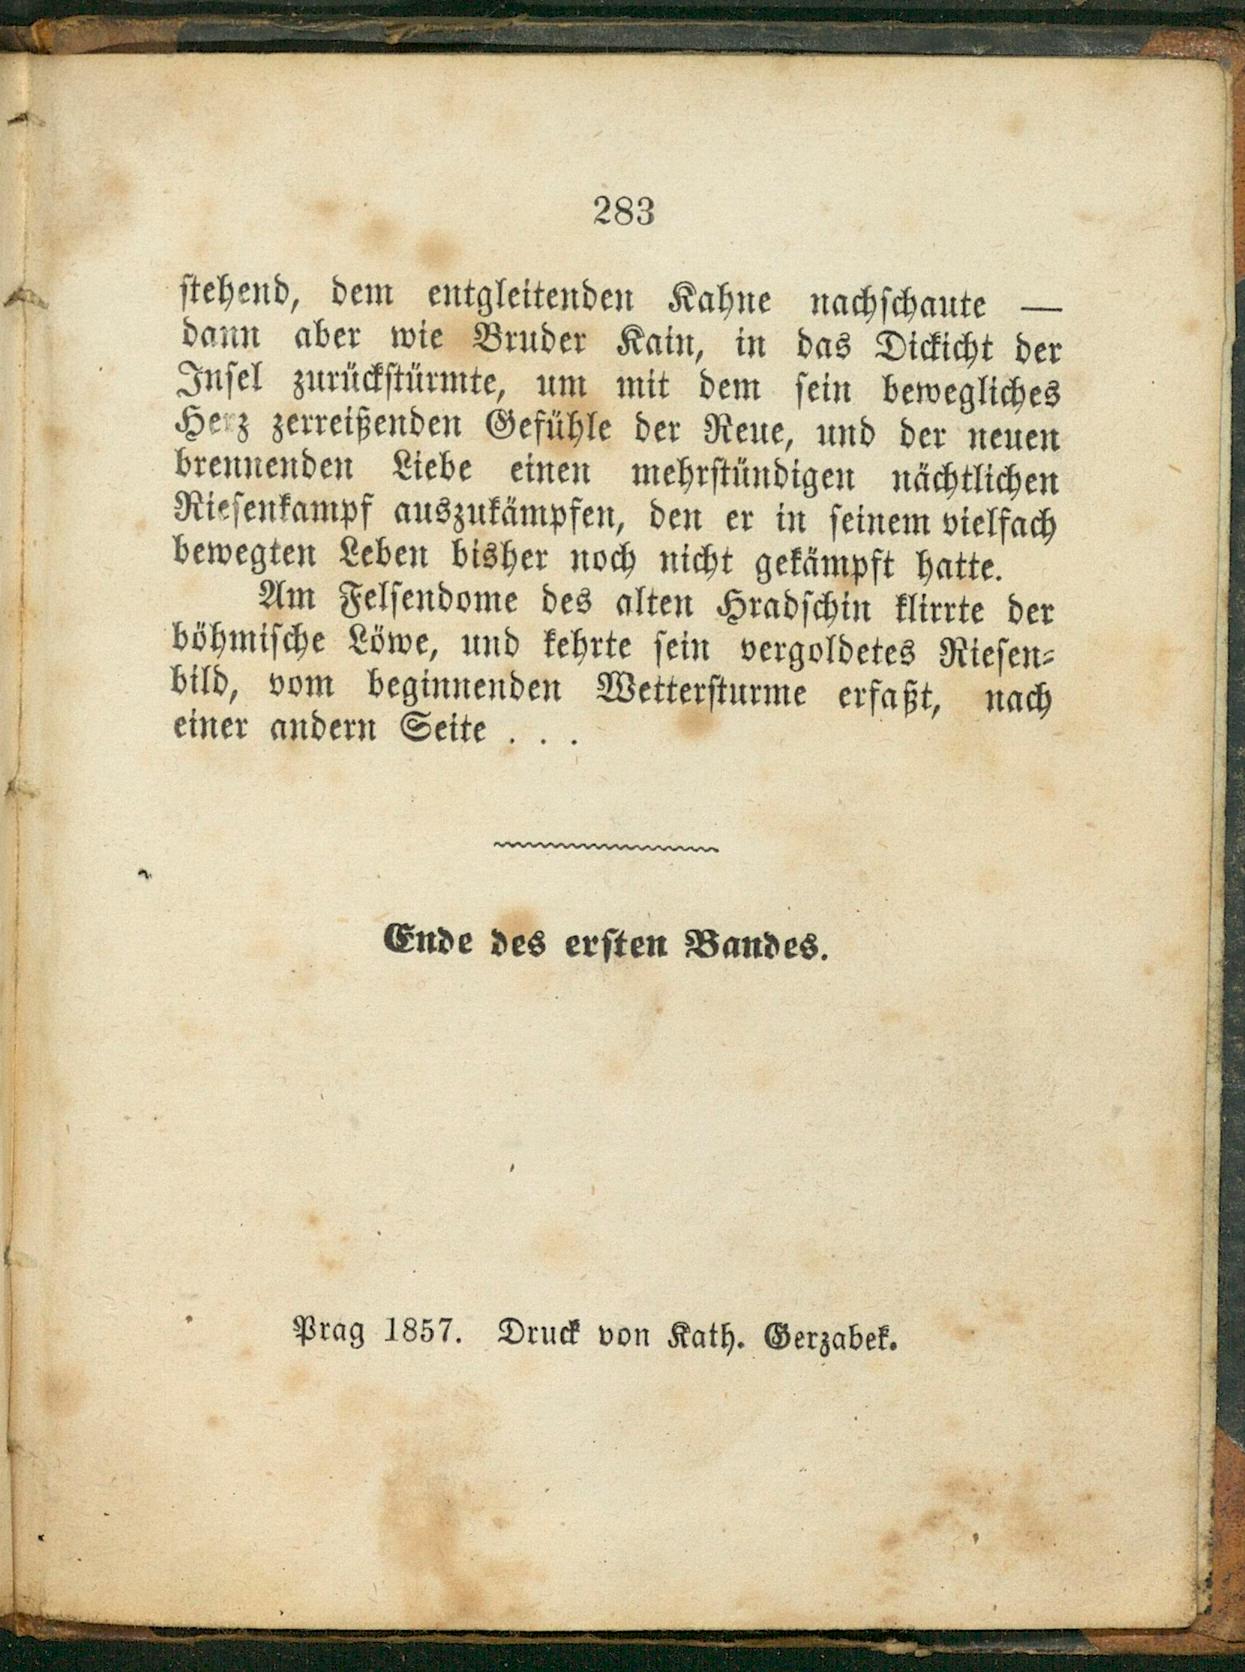 283
stehend, dem entgleitenden Kahne nachschaute —
dann aber wie Bruder Kain, in das Dickicht der
Insel zurückstürmte, um mit dem sein bewegliches
Herz zerreißenden Gefühle der Reue, und der neuen
brennenden Liebe einen mehrstündigen nächtlichen
Riesenkampf auszukämpfen, den er in seinem vielfach
bewegten Leben bisher noch nicht gekämpft hatte.
Am Felsendome des alten Hradschin klirrte der
böhmische Löwe, und kehrte sein vergoldetes Riesen-
bild, vom beginnenden Wettersturme erfaßt, nach
einer andern Seite . . .
Ende des ersten Bandes.
Prag 1857. Druck von Kath. Gerzabek.